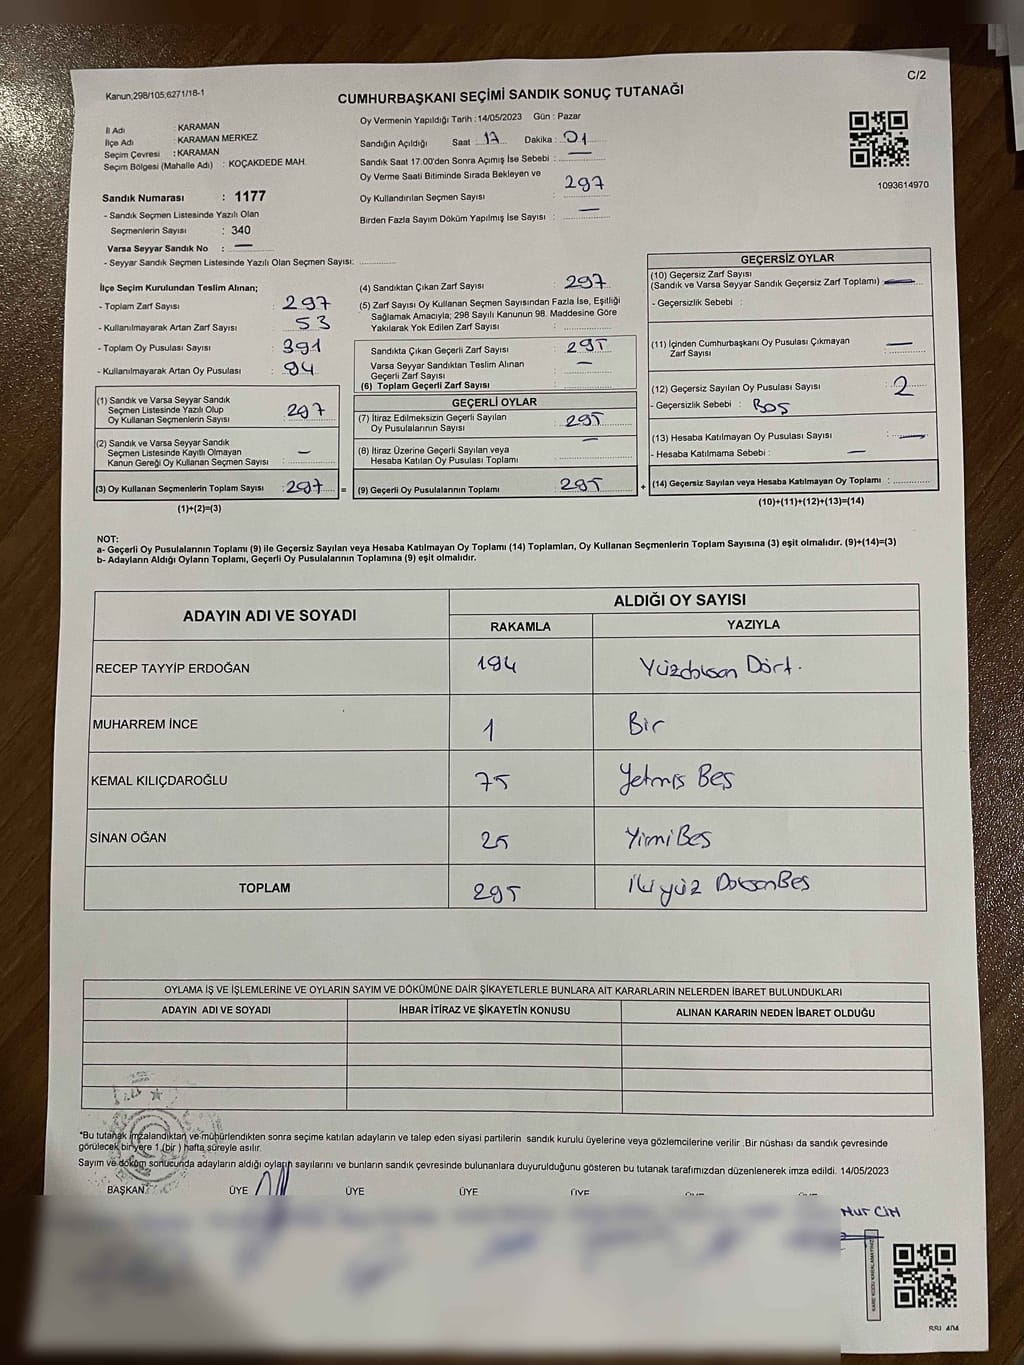 Kanun,298/105;6271/18-1
C/2
CUMHURBAŞKANI SEÇİMİ SANDIK SONUÇ TUTANAĞI
İl Adı : KARAMAN
İlçe Adı : KARAMAN MERKEZ
Seçim Çevresi : KARAMAN
Seçim Bölgesi (Mahalle Adı) : KOÇAKDEDE MAH.
Sandık Numarası : 1177
- Sandık Seçmen Listesinde Yazılı Olan
Seçmenlerin Sayısı : 340
Varsa Seyyar Sandık No : —
- Seyyar Sandık Seçmen Listesinde Yazılı Olan Seçmen Sayısı: ............
Oy Vermenin Yapıldığı Tarih : 14/05/2023 Gün : Pazar
Sandığın Açıldığı Saat : 17 Dakika : 01
Sandık Saat 17:00'den Sonra Açımış İse Sebebi : —
Oy Verme Saati Bitiminde Sırada Bekleyen ve
Oy Kullandırılan Seçmen Sayısı : 297
Birden Fazla Sayım Döküm Yapılmış İse Sayısı : —
1093614970
İlçe Seçim Kurulundan Teslim Alınan;
- Toplam Zarf Sayısı : 297
- Kullanılmayarak Artan Zarf Sayısı : 53
- Toplam Oy Pusulası Sayısı : 391
- Kullanılmayarak Artan Oy Pusulası : 94
(1) Sandık ve Varsa Seyyar Sandık
Seçmen Listesinde Yazılı Olup
Oy Kullanan Seçmenlerin Sayısı : 297
(2) Sandık ve Varsa Seyyar Sandık
Seçmen Listesinde Kayıtlı Olmayan
Kanun Gereği Oy Kullanan Seçmen Sayısı : —
(3) Oy Kullanan Seçmenlerin Toplam Sayısı : 297 =
(1)+(2)=(3)
(4) Sandıktan Çıkan Zarf Sayısı : 297
(5) Zarf Sayısı Oy Kullanan Seçmen Sayısından Fazla İse, Eşitliği
Sağlamak Amacıyla; 298 Sayılı Kanunun 98. Maddesine Göre
Yakılarak Yok Edilen Zarf Sayısı : ............
Sandıkta Çıkan Geçerli Zarf Sayısı : 295
Varsa Seyyar Sandıktan Teslim Alınan
Geçerli Zarf Sayısı : —
(6) Toplam Geçerli Zarf Sayısı : ............
GEÇERLİ OYLAR
(7) İtiraz Edilmeksizin Geçerli Sayılan
Oy Pusulalarının Sayısı : 295
(8) İtiraz Üzerine Geçerli Sayılan veya
Hesaba Katılan Oy Pusulası Toplamı : —
(9) Geçerli Oy Pusulalarının Toplamı : 295 +
GEÇERSİZ OYLAR
(10) Geçersiz Zarf Sayısı
(Sandık ve Varsa Seyyar Sandık Geçersiz Zarf Toplamı) : —
- Geçersizlik Sebebi :
(11) İçinden Cumhurbaşkanı Oy Pusulası Çıkmayan
Zarf Sayısı : —
(12) Geçersiz Sayılan Oy Pusulası Sayısı : 2
- Geçersizlik Sebebi : Boş
(13) Hesaba Katılmayan Oy Pusulası Sayısı : —
- Hesaba Katılmama Sebebi : —
(14) Geçersiz Sayılan veya Hesaba Katılmayan Oy Toplamı : ............
(10)+(11)+(12)+(13)=(14)
NOT:
a- Geçerli Oy Pusulalarının Toplamı (9) ile Geçersiz Sayılan veya Hesaba Katılmayan Oy Toplamı (14) Toplamları, Oy Kullanan Seçmenlerin Toplam Sayısına (3) eşit olmalıdır. (9)+(14)=(3)
b- Adayların Aldığı Oyların Toplamı, Geçerli Oy Pusulalarının Toplamına (9) eşit olmalıdır.
ADAYIN ADI VE SOYADI
ALDIĞI OY SAYISI
RAKAMLA YAZIYLA
RECEP TAYYİP ERDOĞAN 194 Yüzdoksan Dört.
MUHARREM İNCE 1 Bir
KEMAL KILIÇDAROĞLU 75 Yetmiş Beş
SİNAN OĞAN 25 YirmiBeş
TOPLAM 295 İkiyüz DoksanBeş
OYLAMA İŞ VE İŞLEMLERİNE VE OYLARIN SAYIM VE DÖKÜMÜNE DAİR ŞİKAYETLERLE BUNLARA AİT KARARLARIN NELERDEN İBARET BULUNDUKLARI
ADAYIN ADI VE SOYADI İHBAR İTİRAZ VE ŞİKAYETİN KONUSU ALINAN KARARIN NEDEN İBARET OLDUĞU
*Bu tutanak imzalandıktan ve mühürlendikten sonra seçime katılan adayların ve talep eden siyasi partilerin sandık kurulu üyelerine veya gözlemcilerine verilir .Bir nüshası da sandık çevresinde
görülecek bir yere 1 (bir ) hafta süreyle asılır.
Sayım ve döküm sonucunda adayların aldığı oyların sayılarını ve bunların sandık çevresinde bulunanlara duyurulduğunu gösteren bu tutanak tarafımızdan düzenlenerek imza edildi. 14/05/2023
BAŞKAN ÜYE ÜYE ÜYE ÜYE